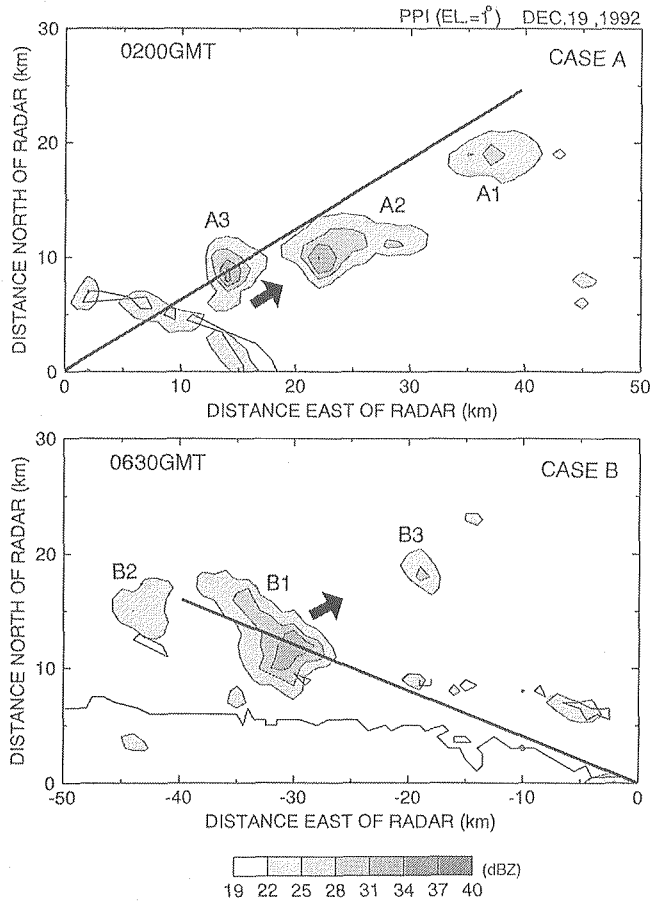 PPI (EL.=1°) DEC.19 ,1992
0200GMT CASE A
DISTANCE NORTH OF RADAR (km)
30
20
10
0
A1
A2
A3
0 10 20 30 40 50
DISTANCE EAST OF RADAR (km)
0630GMT CASE B
DISTANCE NORTH OF RADAR (km)
30
20
10
0
B3
B2 B1
-50 -40 -30 -20 -10 0
DISTANCE EAST OF RADAR (km)
(dBZ)
19 22 25 28 31 34 37 40